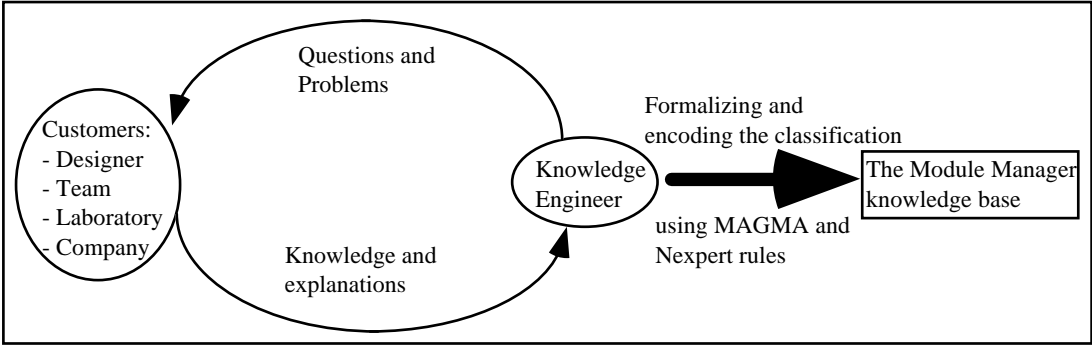 Questions and
Problems
Customers:
- Designer
- Team
- Laboratory
- Company
Knowledge and
explanations
Knowledge
Engineer
Formalizing and
encoding the classification
using MAGMA and
Nexpert rules
The Module Manager
knowledge base